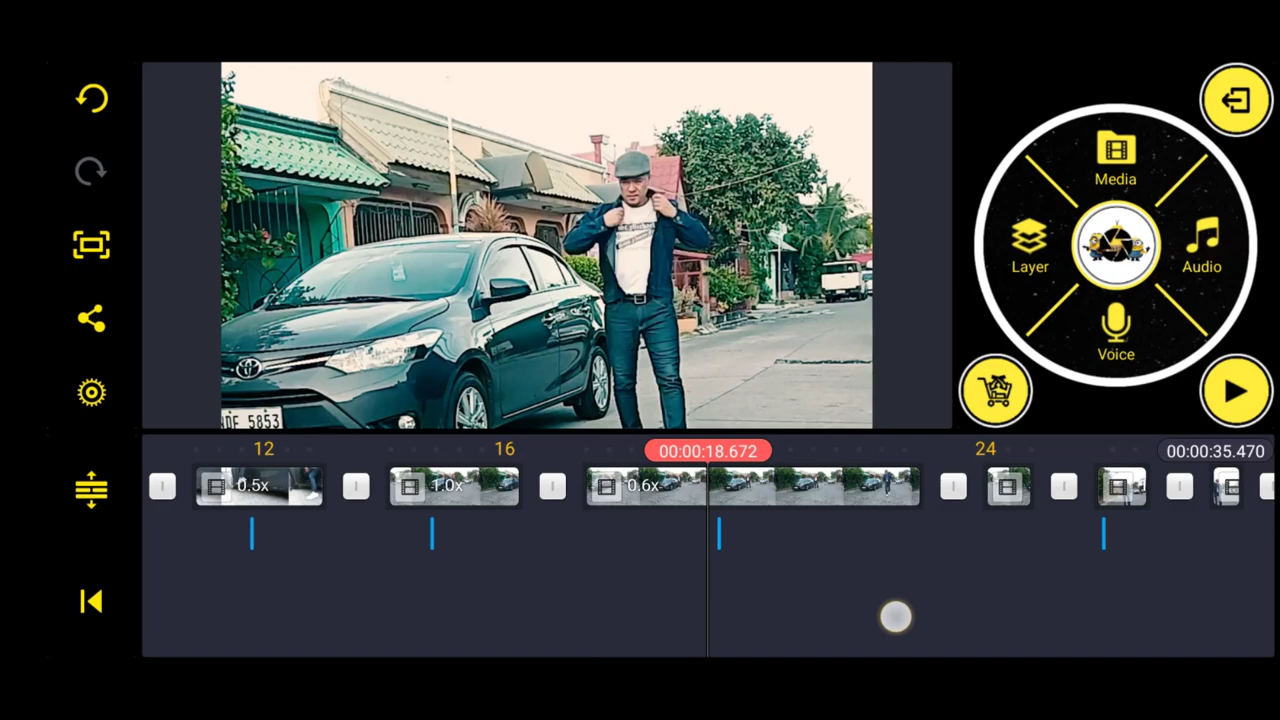 Media
Layer
Audio
Voice
DE 5853
12
16
00:00:18.672
24
00:00:35.470
0.5x
1.0x
0.6x